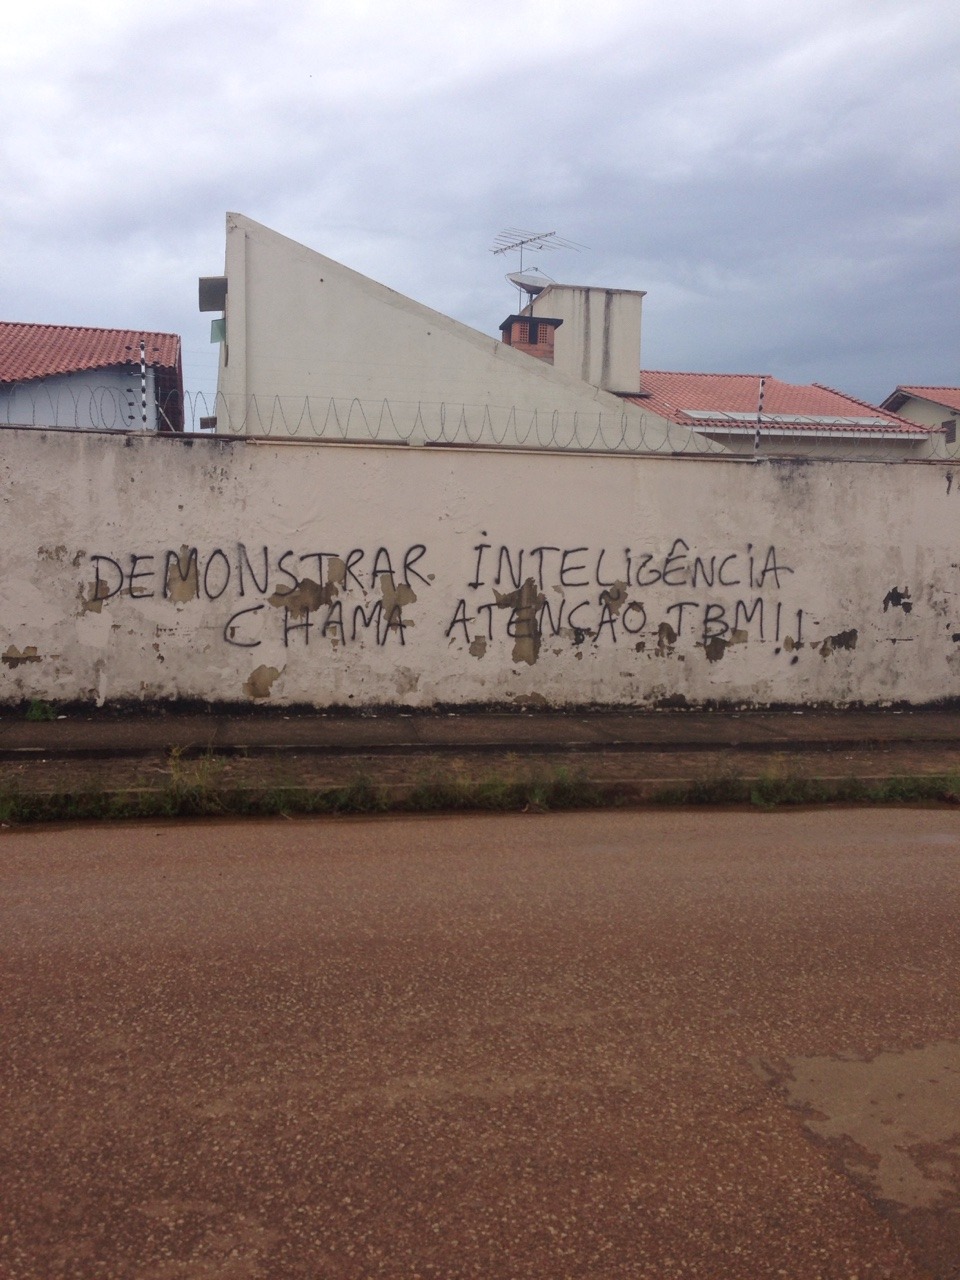 DEMONSTRAR INTELIGÊNCIA
CHAMA ATENÇÃO TBM!!